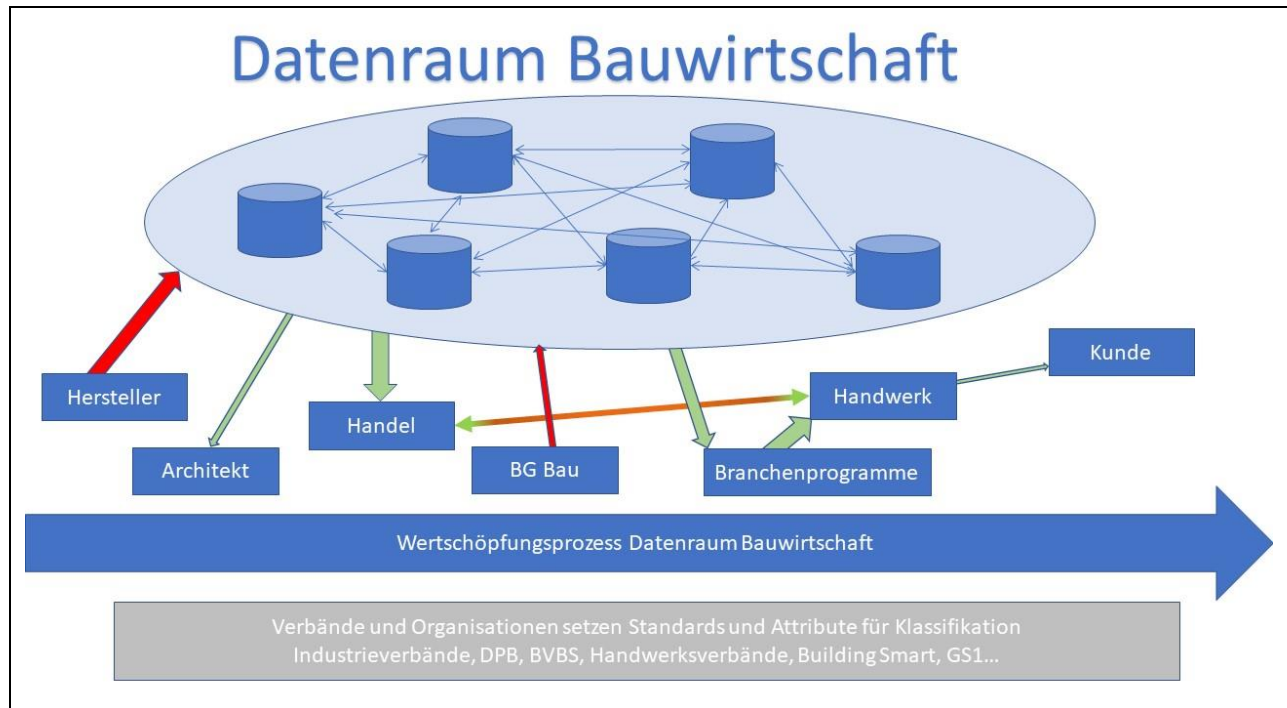 Datenraum Bauwirtschaft
Hersteller
Architekt
Handel
BG Bau
Branchenprogramme
Handwerk
Kunde
Wertschöpfungsprozess Datenraum Bauwirtschaft
Verbände und Organisationen setzen Standards und Attribute für Klassifikation
Industrieverbände, DPB, BVBS, Handwerksverbände, Building Smart, GS1...